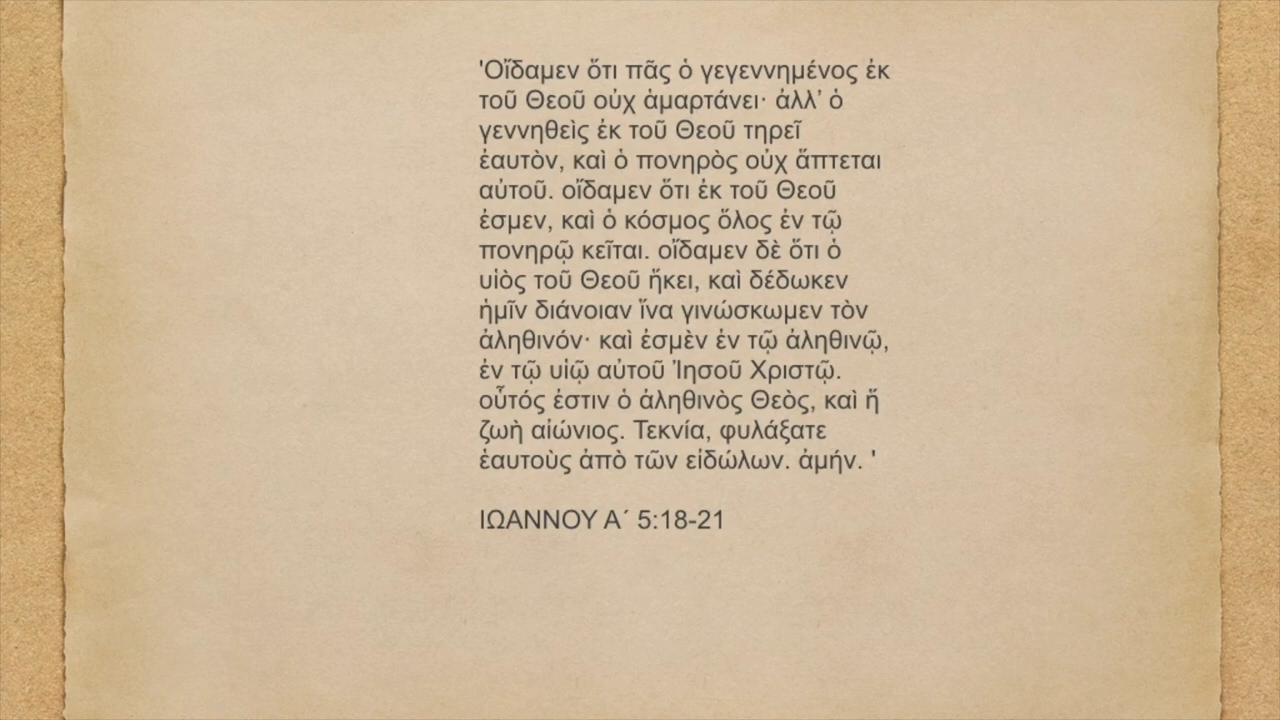 'Οἴδαμεν ὅτι πᾶς ὁ γεγεννημένος ἐκ
τοῦ Θεοῦ οὐχ ἁμαρτάνει· ἀλλ’ ὁ
γεννηθεὶς ἐκ τοῦ Θεοῦ τηρεῖ
ἑαυτὸν, καὶ ὁ πονηρὸς οὐχ ἅπτεται
αὐτοῦ. οἴδαμεν ὅτι ἐκ τοῦ Θεοῦ
ἐσμεν, καὶ ὁ κόσμος ὅλος ἐν τῷ
πονηρῷ κεῖται. οἴδαμεν δὲ ὅτι ὁ
υἱὸς τοῦ Θεοῦ ἥκει, καὶ δέδωκεν
ἡμῖν διάνοιαν ἵνα γινώσκωμεν τὸν
ἀληθινόν· καὶ ἐσμὲν ἐν τῷ ἀληθινῷ,
ἐν τῷ υἱῷ αὐτοῦ Ἰησοῦ Χριστῷ.
οὗτός ἐστιν ὁ ἀληθινὸς Θεὸς, καὶ ἥ
ζωὴ αἰώνιος. Τεκνία, φυλάξατε
ἑαυτοὺς ἀπὸ τῶν εἰδώλων. ἀμήν. '
ΙΩΑΝΝΟΥ Α΄ 5:18-21